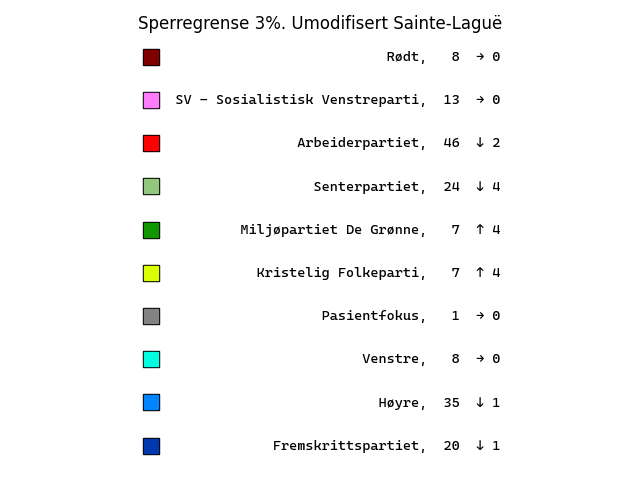 Sperregrense 3%. Umodifisert Sainte-Laguë
Rødt, 8 → 0
SV – Sosialistisk Venstreparti, 13 → 0
Arbeiderpartiet, 46 ↓ 2
Senterpartiet, 24 ↓ 4
Miljøpartiet De Grønne, 7 ↑ 4
Kristelig Folkeparti, 7 ↑ 4
Pasientfokus, 1 → 0
Venstre, 8 → 0
Høyre, 35 ↓ 1
Fremskrittspartiet, 20 ↓ 1